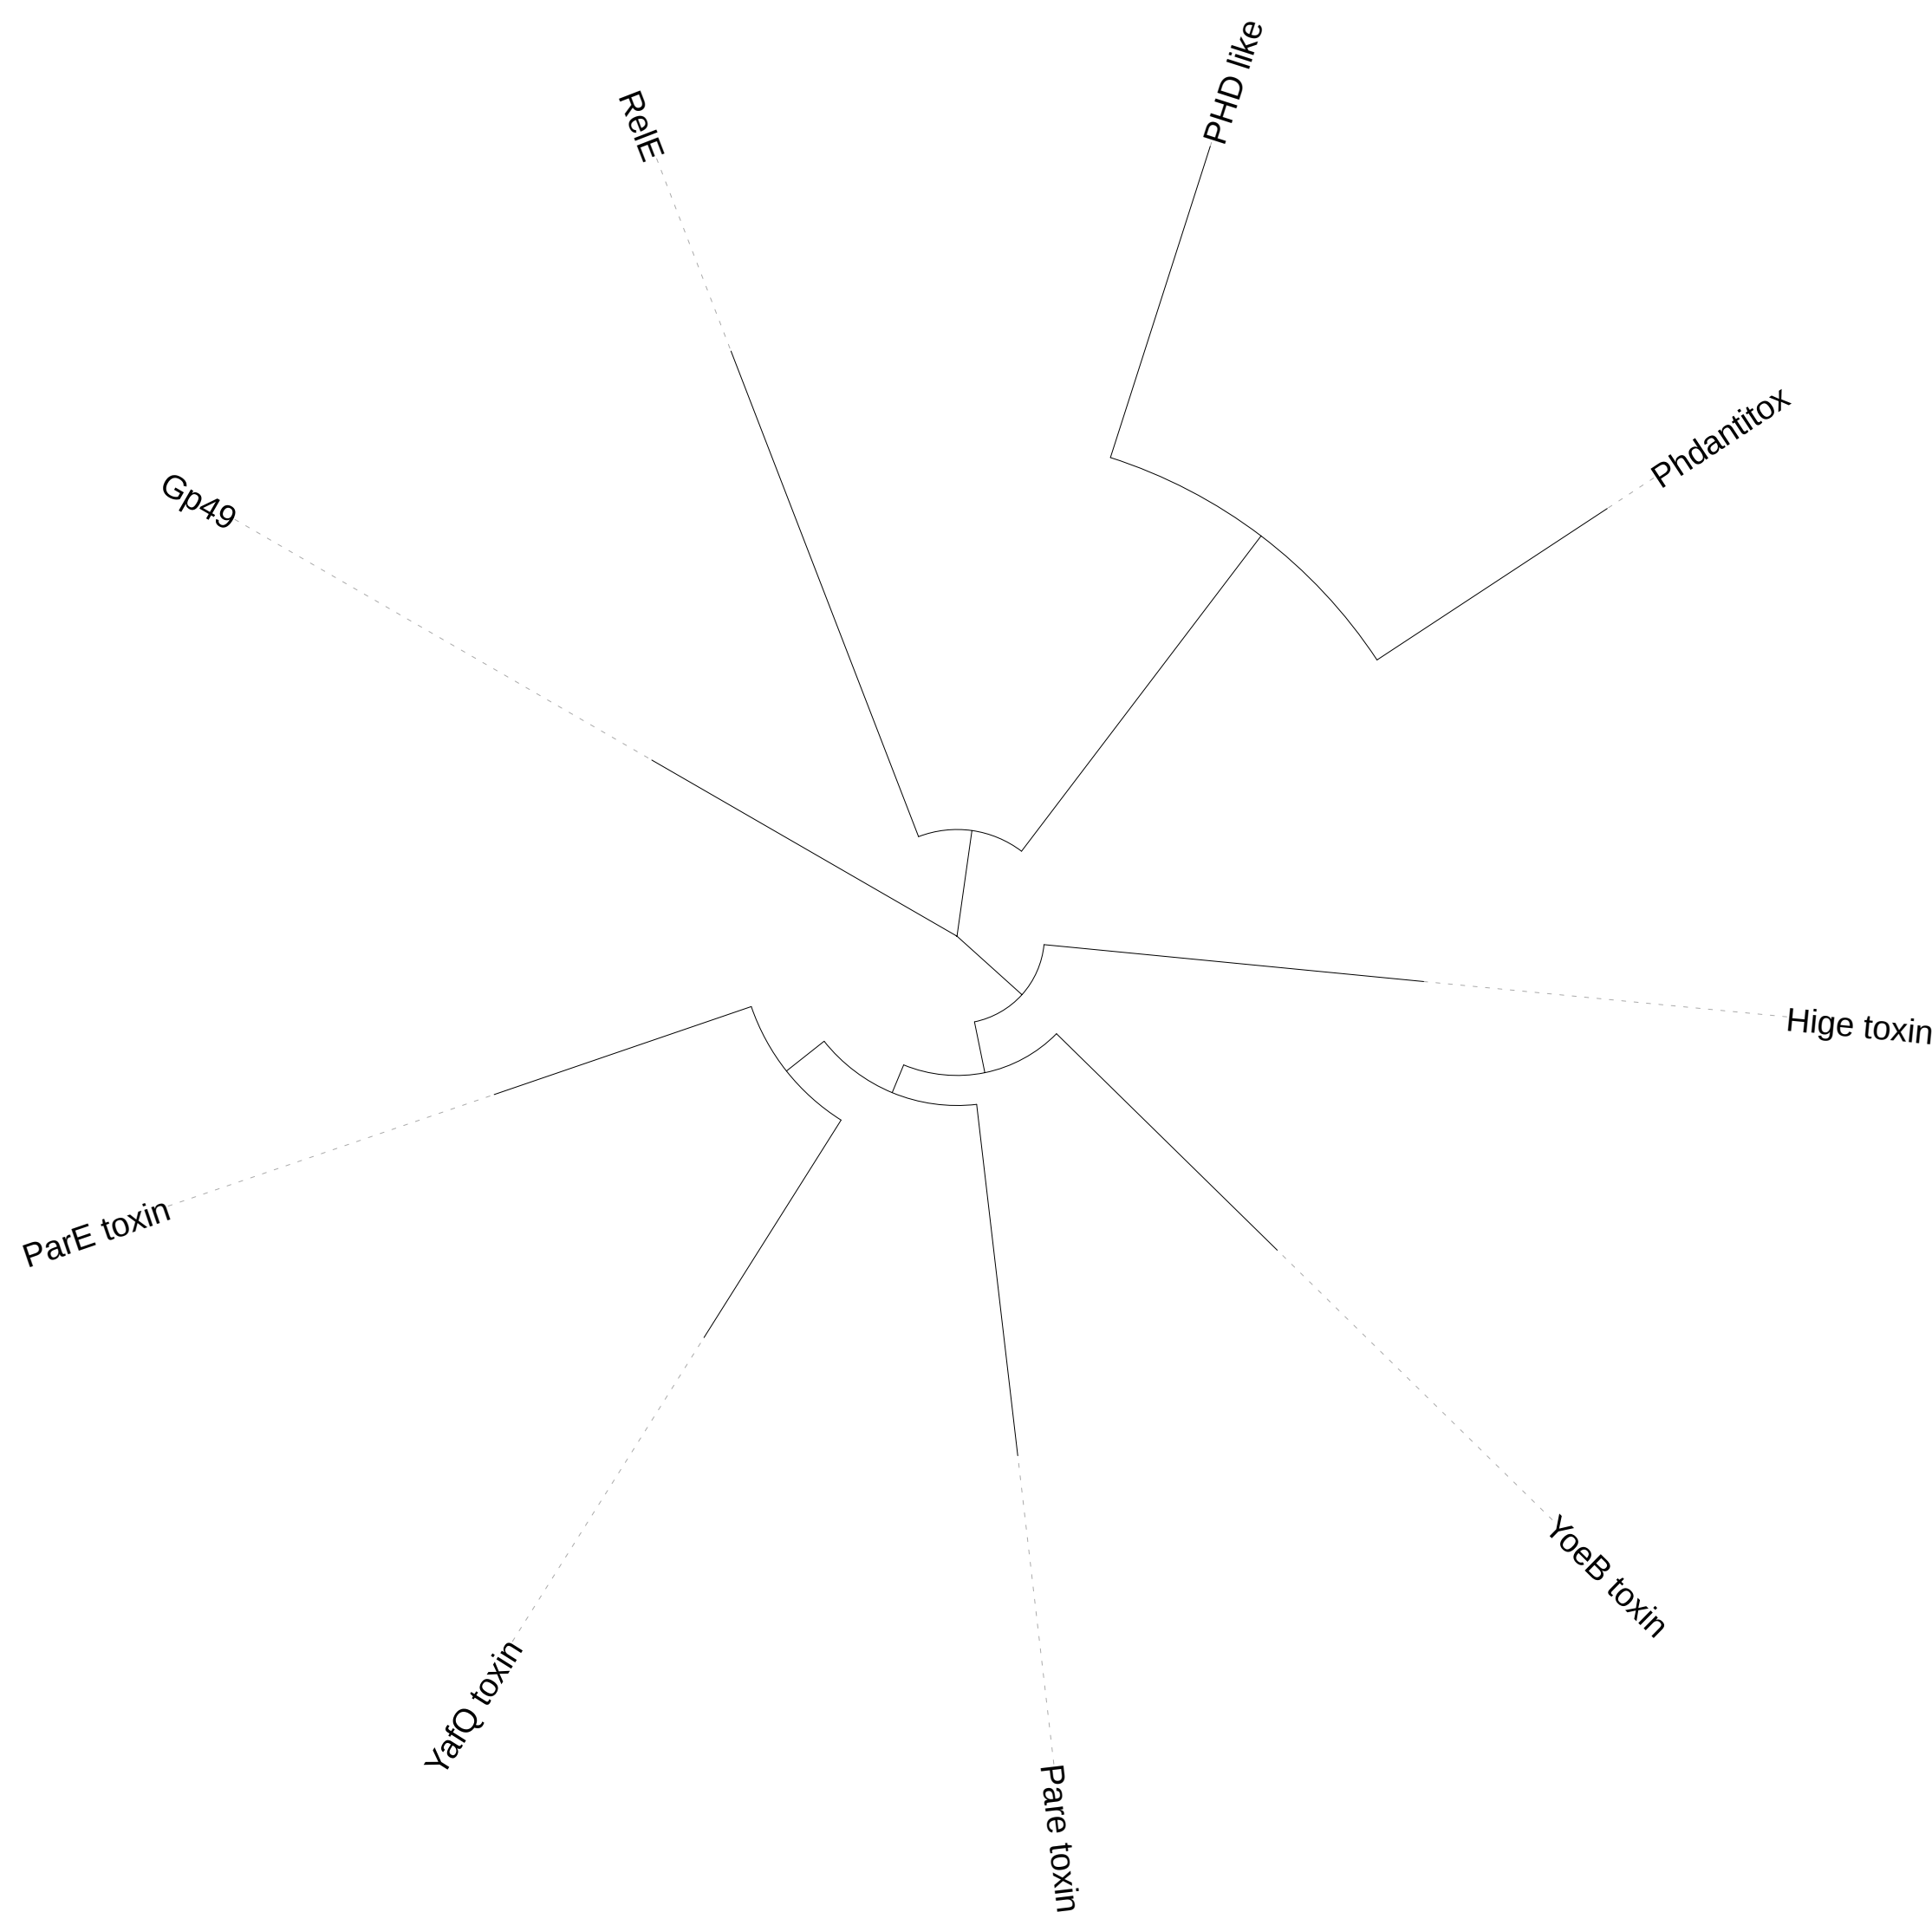 PHD like
RelE
Phdantitox
Gp49
Hige toxin
ParE toxin
YoeB toxin
YafQ toxin
Pare toxin